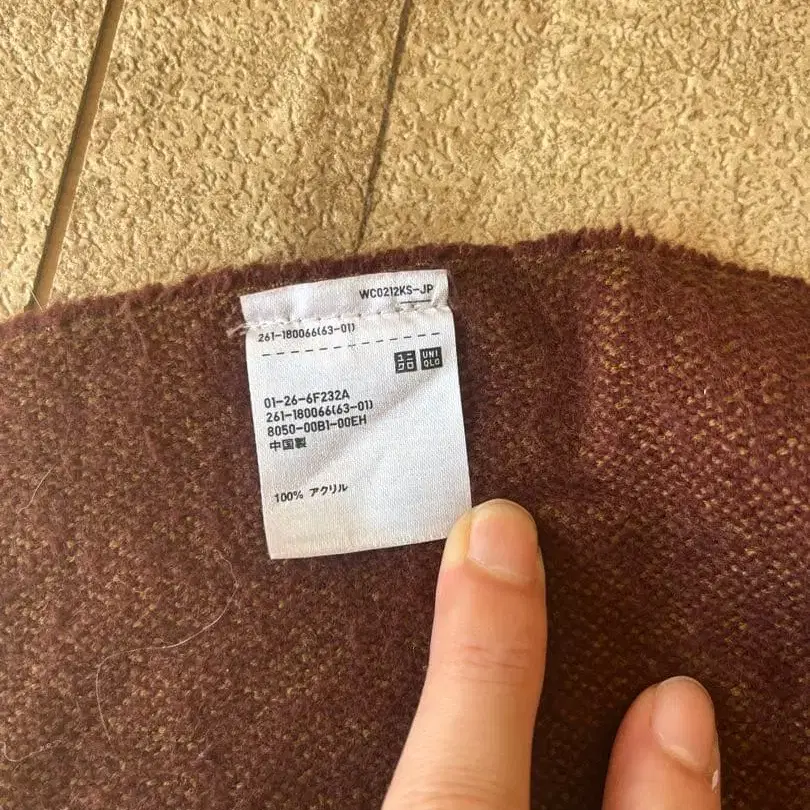 WC0212KS-JP
261-180066(63-01)
ユニクロ UNIQLO
01-26-6F232A
261-180066(63-01)
8050-00B1-00EH
中国製
100% アクリル